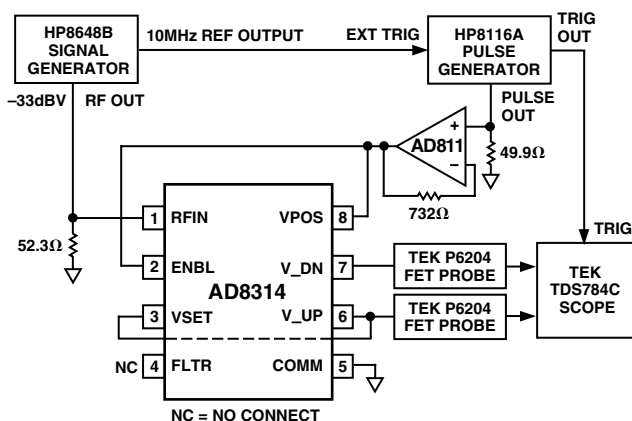 HP8648B
SIGNAL
GENERATOR
10MHz REF OUTPUT
EXT TRIG
HP8116A
PULSE
GENERATOR
TRIG
OUT
–33dBV
RF OUT
PULSE
OUT
+
AD811
–
49.9Ω
732Ω
52.3Ω
1 RFIN
VPOS 8
2 ENBL
V_DN 7
AD8314
3 VSET
V_UP 6
NC 4 FLTR
COMM 5
TEK P6204
FET PROBE
TEK P6204
FET PROBE
TRIG
TEK
TDS784C
SCOPE
NC = NO CONNECT